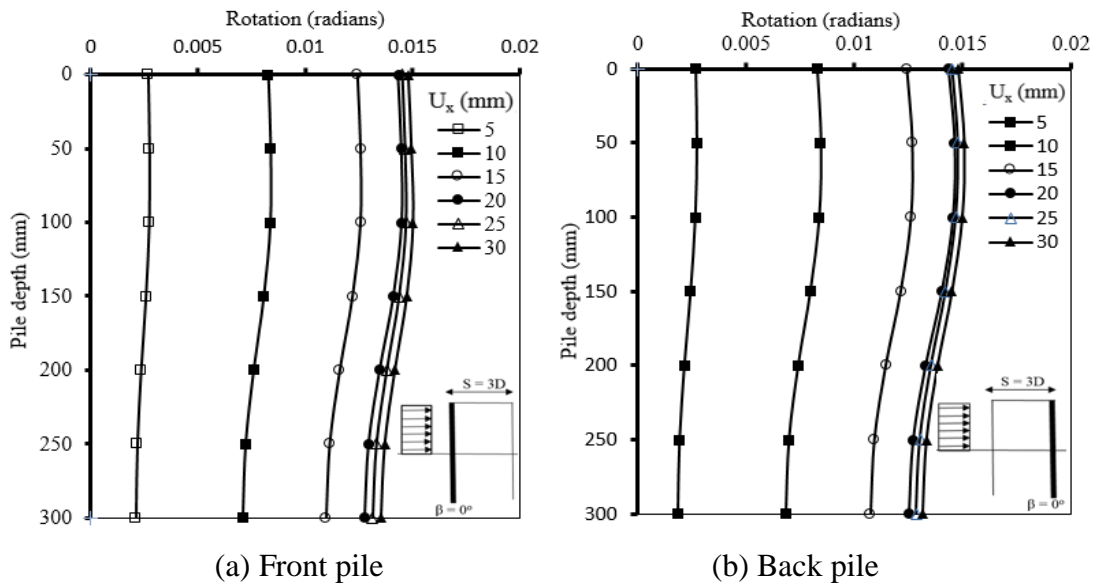 Rotation (radians)
0 0.005 0.01 0.015 0.02
0
50
100
150
200
250
300
Pile depth (mm)
Uₓ (mm)
5
10
15
20
25
30
S = 3D
β = 0°
(a) Front pile
Rotation (radians)
0 0.005 0.01 0.015 0.02
0
50
100
150
200
250
300
Pile depth (mm)
Uₓ (mm)
5
10
15
20
25
30
S = 3D
β = 0°
(b) Back pile